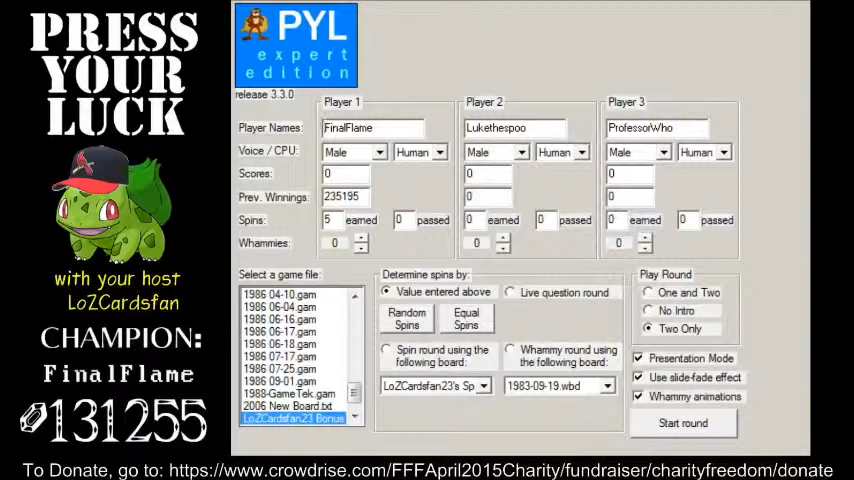 PRESS
YOUR
LUCK
with your host
LoZCardsfan
CHAMPION:
FinalFlame
131255
PYL
expert
edition
release 3.3.0
Player 1
Player 2
Player 3
Player Names:
FinalFlame
Lukethespoo
ProfessorWho
Voice / CPU:
Male
Human
Male
Human
Male
Human
Scores:
0
0
0
Prev. Winnings:
235195
0
0
Spins:
5 earned
0 passed
0 earned
0 passed
0 earned
0 passed
Whammies:
0
0
0
Select a game file:
1986 04-10.gam
1986 06-04.gam
1986 06-16.gam
1986 06-17.gam
1986 06-18.gam
1986 07-17.gam
1986 07-25.gam
1986 09-01.gam
1988-GameTek.gam
2006 New Board.txt
LoZCardsfan23 Bonus
Determine spins by:
Value entered above
Live question round
Random
Spins
Equal
Spins
Spin round using the
following board:
Whammy round using
the following board:
LoZCardsfan23's Sp
1983-09-19.wbd
Play Round
One and Two
No Intro
Two Only
Presentation Mode
Use slide-fade effect
Whammy animations
Start round
To Donate, go to: https://www.crowdrise.com/FFFApril2015Charity/fundraiser/charityfreedom/donate